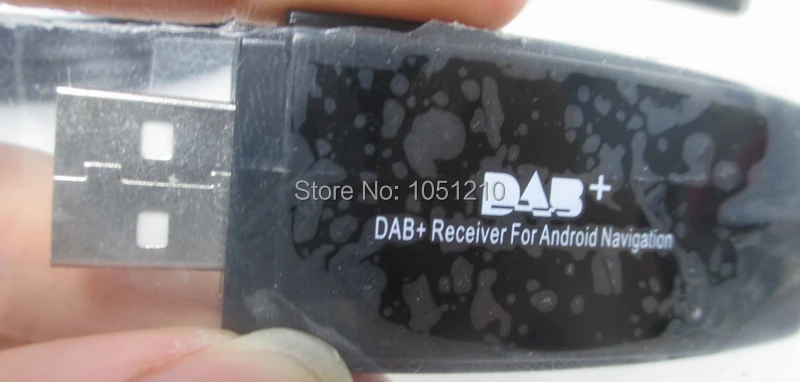 Store No: 1051210
DAB+
DAB+ Receiver For Android Navigation